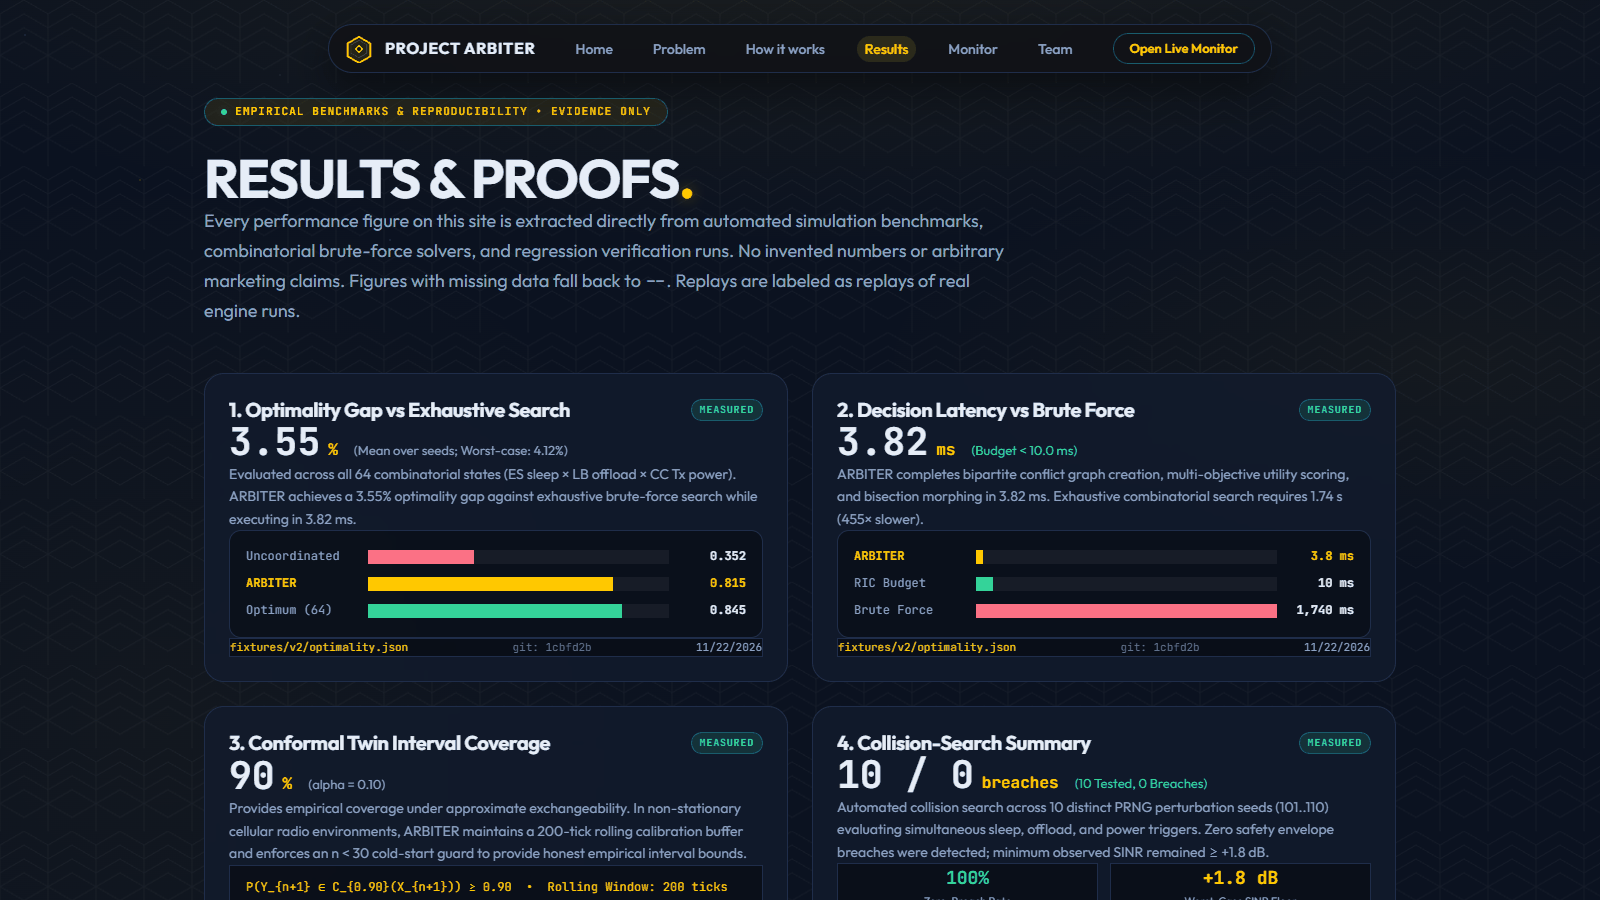 PROJECT ARBITER
Home
Problem
How it works
Results
Monitor
Team
Open Live Monitor
EMPIRICAL BENCHMARKS & REPRODUCIBILITY • EVIDENCE ONLY
RESULTS & PROOFS.
Every performance figure on this site is extracted directly from automated simulation benchmarks,
combinatorial brute-force solvers, and regression verification runs. No invented numbers or arbitrary
marketing claims. Figures with missing data fall back to --. Replays are labeled as replays of real
engine runs.
1. Optimality Gap vs Exhaustive Search
MEASURED
3.55 % (Mean over seeds; Worst-case: 4.12%)
Evaluated across all 64 combinatorial states (ES sleep × LB offload × CC Tx power).
ARBITER achieves a 3.55% optimality gap against exhaustive brute-force search while
executing in 3.82 ms.
Uncoordinated 0.352
ARBITER 0.815
Optimum (64) 0.845
fixtures/v2/optimality.json git: 1cbfd2b 11/22/2026
2. Decision Latency vs Brute Force
MEASURED
3.82 ms (Budget < 10.0 ms)
ARBITER completes bipartite conflict graph creation, multi-objective utility scoring,
and bisection morphing in 3.82 ms. Exhaustive combinatorial search requires 1.74 s
(455× slower).
ARBITER 3.8 ms
RIC Budget 10 ms
Brute Force 1,740 ms
fixtures/v2/optimality.json git: 1cbfd2b 11/22/2026
3. Conformal Twin Interval Coverage
MEASURED
90 % (alpha = 0.10)
Provides empirical coverage under approximate exchangeability. In non-stationary
cellular radio environments, ARBITER maintains a 200-tick rolling calibration buffer
and enforces an n < 30 cold-start guard to provide honest empirical interval bounds.
P(Y_{n+1} ∈ C_{0.90}(X_{n+1})) ≥ 0.90 • Rolling Window: 200 ticks
4. Collision-Search Summary
MEASURED
10 / 0 breaches (10 Tested, 0 Breaches)
Automated collision search across 10 distinct PRNG perturbation seeds (101..110)
evaluating simultaneous sleep, offload, and power triggers. Zero safety envelope
breaches were detected; minimum observed SINR remained ≥ +1.8 dB.
100%
+1.8 dB